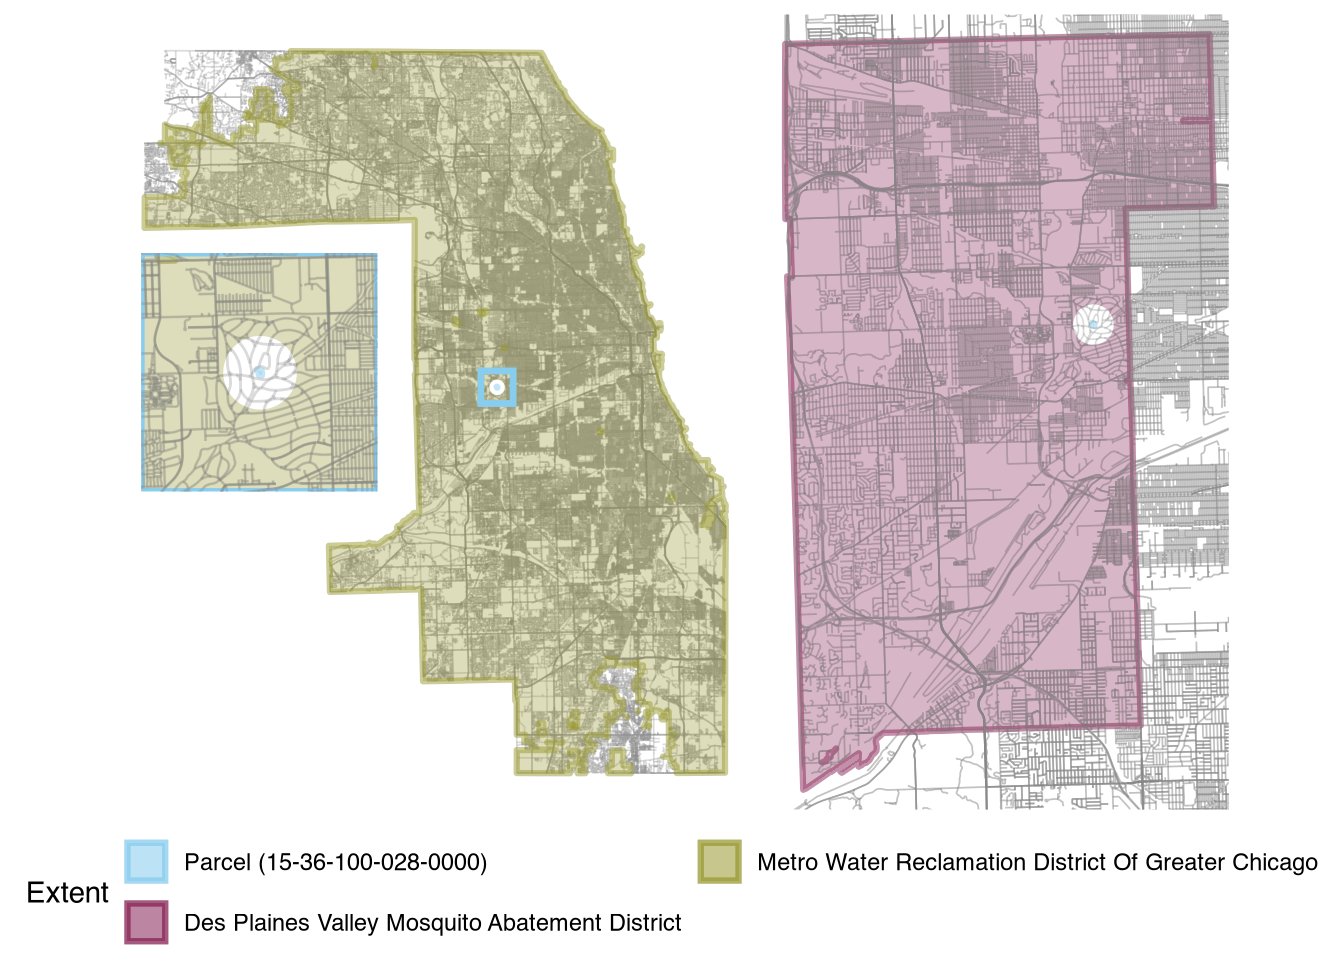 Extent
Parcel (15-36-100-028-0000)
Metro Water Reclamation District Of Greater Chicago
Des Plaines Valley Mosquito Abatement District